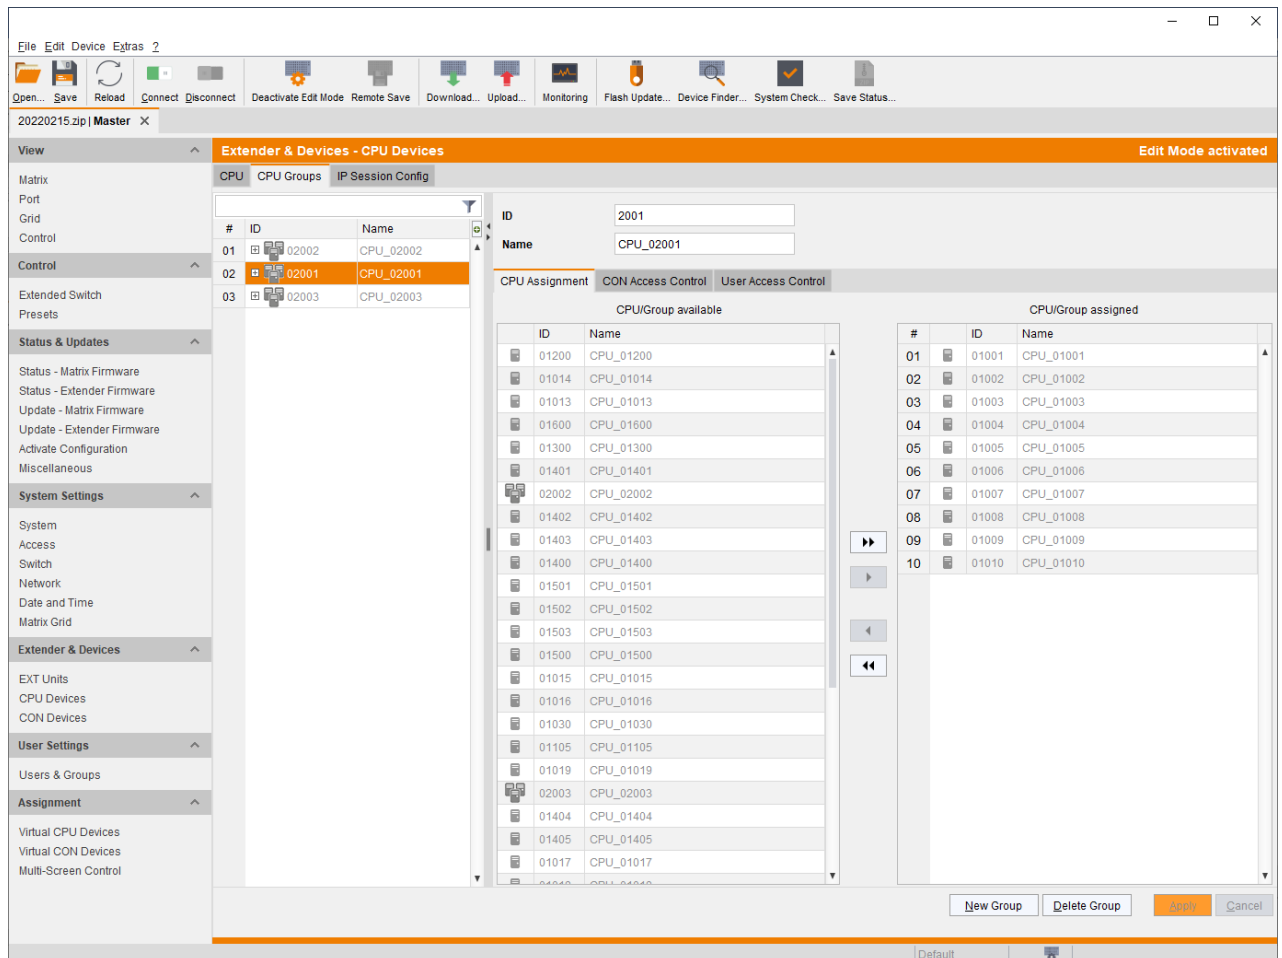 File Edit Device Extras ?
Open... Save Reload Connect Disconnect Deactivate Edit Mode Remote Save Download... Upload... Monitoring Flash Update... Device Finder... System Check... Save Status...
20220215.zip | Master
View
Matrix
Port
Grid
Control
Control
Extended Switch
Presets
Status & Updates
Status - Matrix Firmware
Status - Extender Firmware
Update - Matrix Firmware
Update - Extender Firmware
Activate Configuration
Miscellaneous
System Settings
System
Access
Switch
Network
Date and Time
Matrix Grid
Extender & Devices
EXT Units
CPU Devices
CON Devices
User Settings
Users & Groups
Assignment
Virtual CPU Devices
Virtual CON Devices
Multi-Screen Control
Extender & Devices - CPU Devices Edit Mode activated
CPU CPU Groups IP Session Config
# ID Name
01 02002 CPU_02002
02 02001 CPU_02001
03 02003 CPU_02003
ID 2001
Name CPU_02001
CPU Assignment CON Access Control User Access Control
CPU/Group available
ID Name
01200 CPU_01200
01014 CPU_01014
01013 CPU_01013
01600 CPU_01600
01300 CPU_01300
01401 CPU_01401
02002 CPU_02002
01402 CPU_01402
01403 CPU_01403
01400 CPU_01400
01501 CPU_01501
01502 CPU_01502
01503 CPU_01503
01500 CPU_01500
01015 CPU_01015
01016 CPU_01016
01030 CPU_01030
01105 CPU_01105
01019 CPU_01019
02003 CPU_02003
01404 CPU_01404
01405 CPU_01405
01017 CPU_01017
CPU/Group assigned
# ID Name
01 01001 CPU_01001
02 01002 CPU_01002
03 01003 CPU_01003
04 01004 CPU_01004
05 01005 CPU_01005
06 01006 CPU_01006
07 01007 CPU_01007
08 01008 CPU_01008
09 01009 CPU_01009
10 01010 CPU_01010
New Group Delete Group Apply Cancel
Default